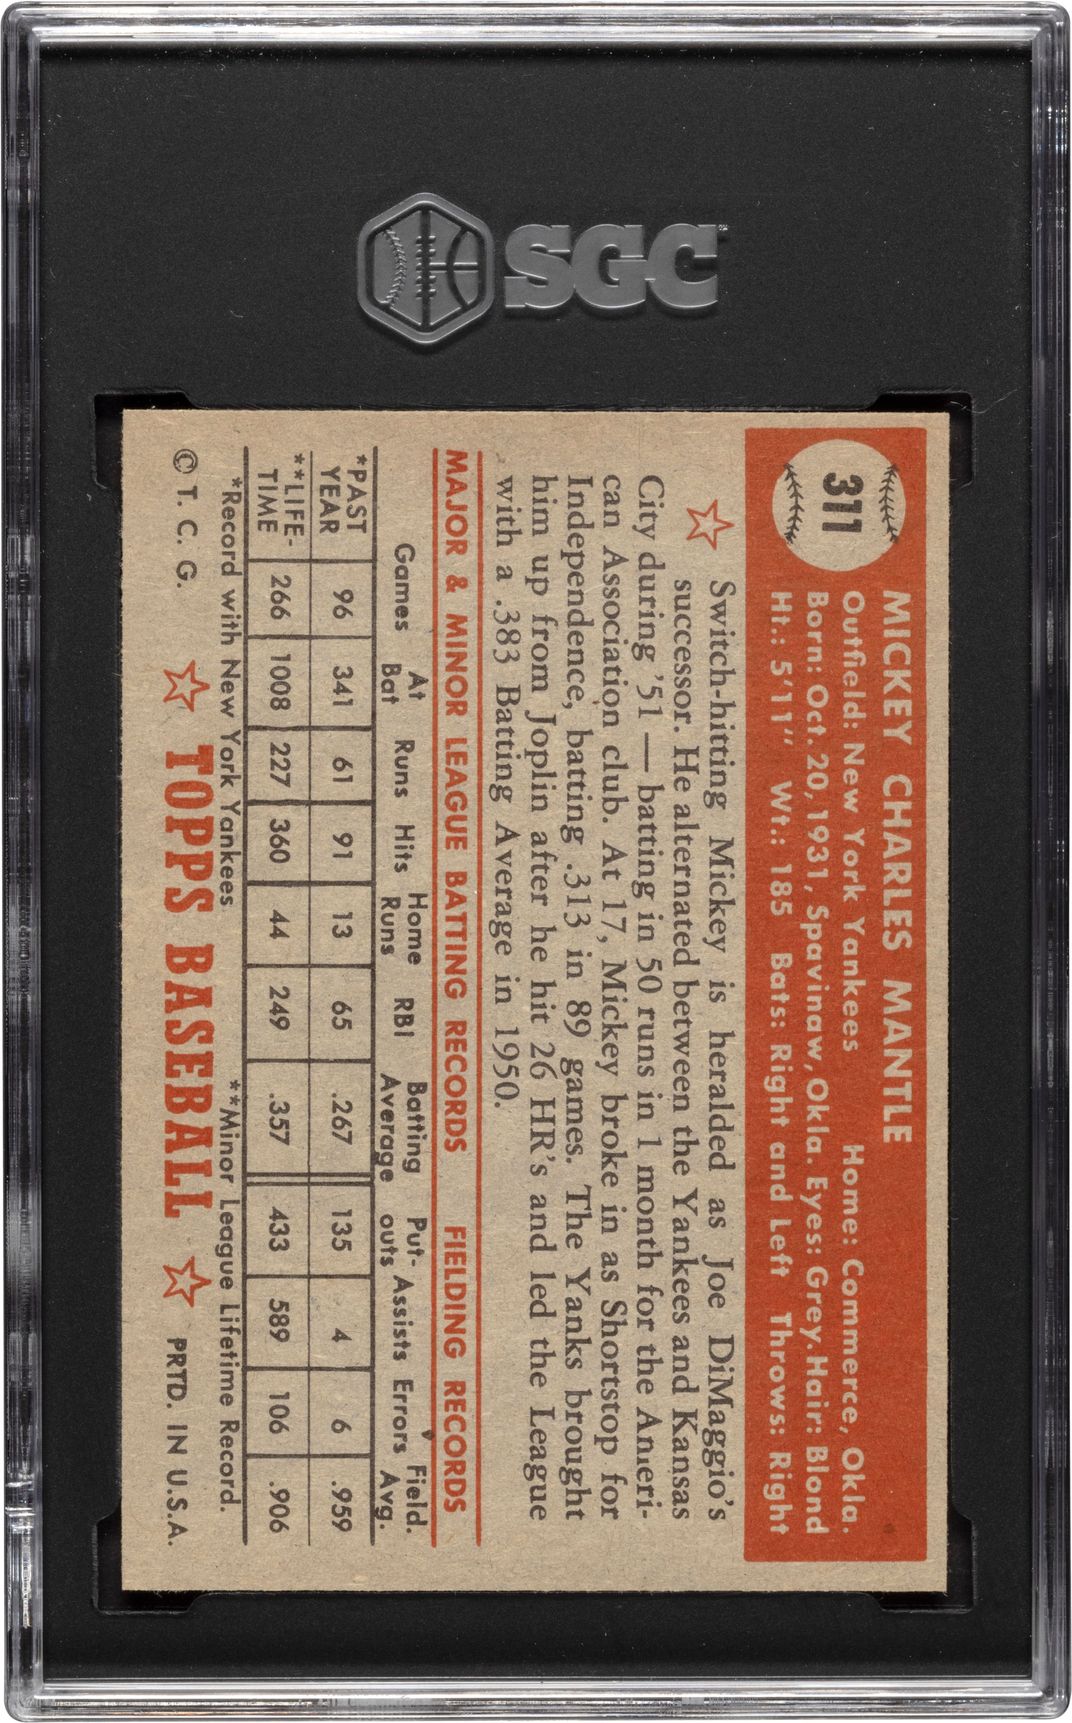 SGC
311
MICKEY CHARLES MANTLE
Outfield: New York Yankees Home: Commerce, Okla.
Born: Oct. 20, 1931, Spavinaw, Okla. Eyes: Grey. Hair: Blond
Ht.: 5'11" Wt.: 185 Bats: Right and Left Throws: Right
Switch-hitting Mickey is heralded as Joe DiMaggio's
successor. He alternated between the Yankees and Kansas
City during '51 — batting in 50 runs in 1 month for the Ameri-
can Association club. At 17, Mickey broke in as Shortstop for
Independence, batting .313 in 89 games. The Yanks brought
him up from Joplin after he hit 26 HR's and led the League
with a .383 Batting Average in 1950.
MAJOR & MINOR LEAGUE BATTING RECORDS FIELDING RECORDS
Games At Bat Runs Hits Home Runs RBI Batting Average Put-outs Assists Errors Field. Avg.
*PAST YEAR 96 341 61 91 13 65 .267 135 4 6 .959
**LIFE-TIME 266 1008 227 360 44 249 .357 433 589 106 .906
*Record with New York Yankees **Minor League Lifetime Record.
© T. C. G. TOPPS BASEBALL PRTD. IN U.S.A.